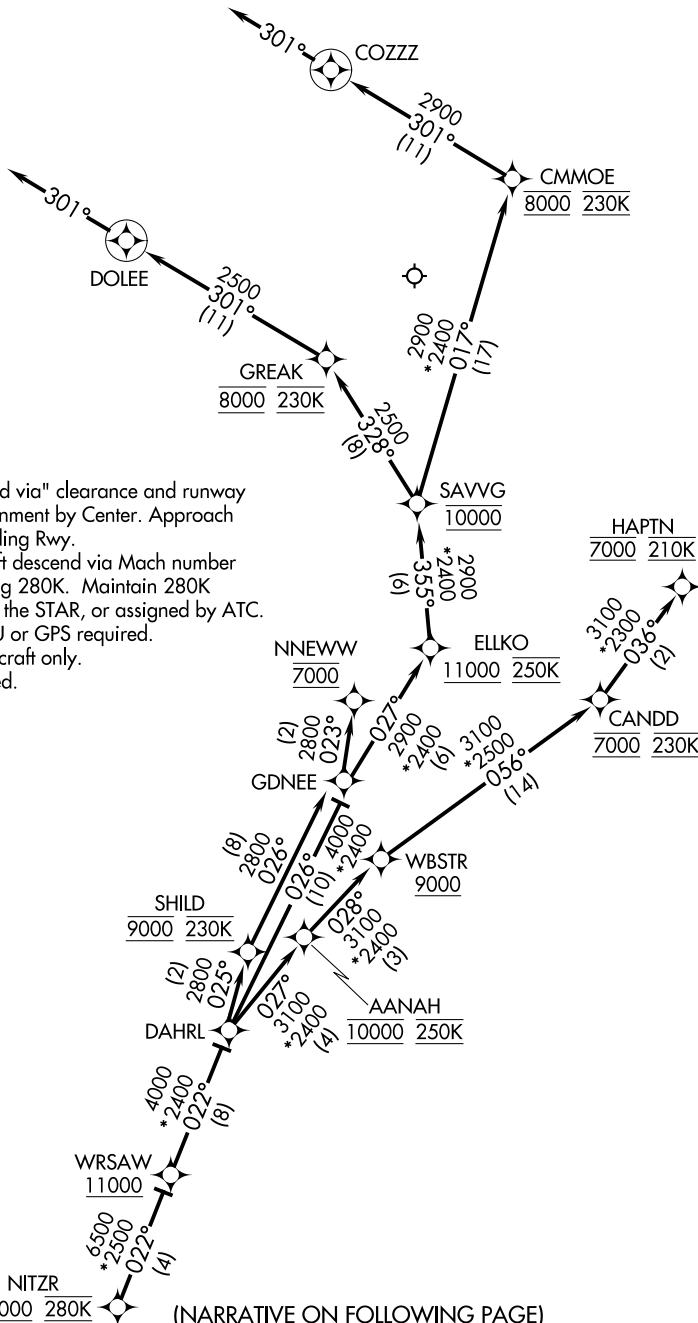 301°
COZZZ
2900
301°
(11)
CMMOE
8000 230K
301°
DOLEE
2500
301°
(11)
2900
*2400
017°
(17)
GREAK
8000 230K
2500
328°
(8)
SAVVG
10000
d via" clearance and runway
nment by Center. Approach
ding Rwy.
ft descend via Mach number
g 280K. Maintain 280K
the STAR, or assigned by ATC.
U or GPS required.
craft only.
ed.
HAPTN
7000 210K
2900
*2400
355°
(6)
3100
*2300
036°
(2)
NNEWW
7000
ELLKO
11000 250K
(2)
2800
023°
027°
2900
*2400
(6)
CANDD
7000 230K
3100
*2500
056°
(14)
GDNEE
(8)
2800
026°
4000
*2400
026°
(10)
WBSTR
9000
SHILD
9000 230K
028°
3100
*2400
(3)
(2)
2800
025°
AANAH
10000 250K
027°
3100
*2400
(4)
DAHRL
4000
*2400
022°
(8)
WRSAW
11000
6500
*2500
022°
(4)
NITZR
000 280K
(NARRATIVE ON FOLLOWING PAGE)